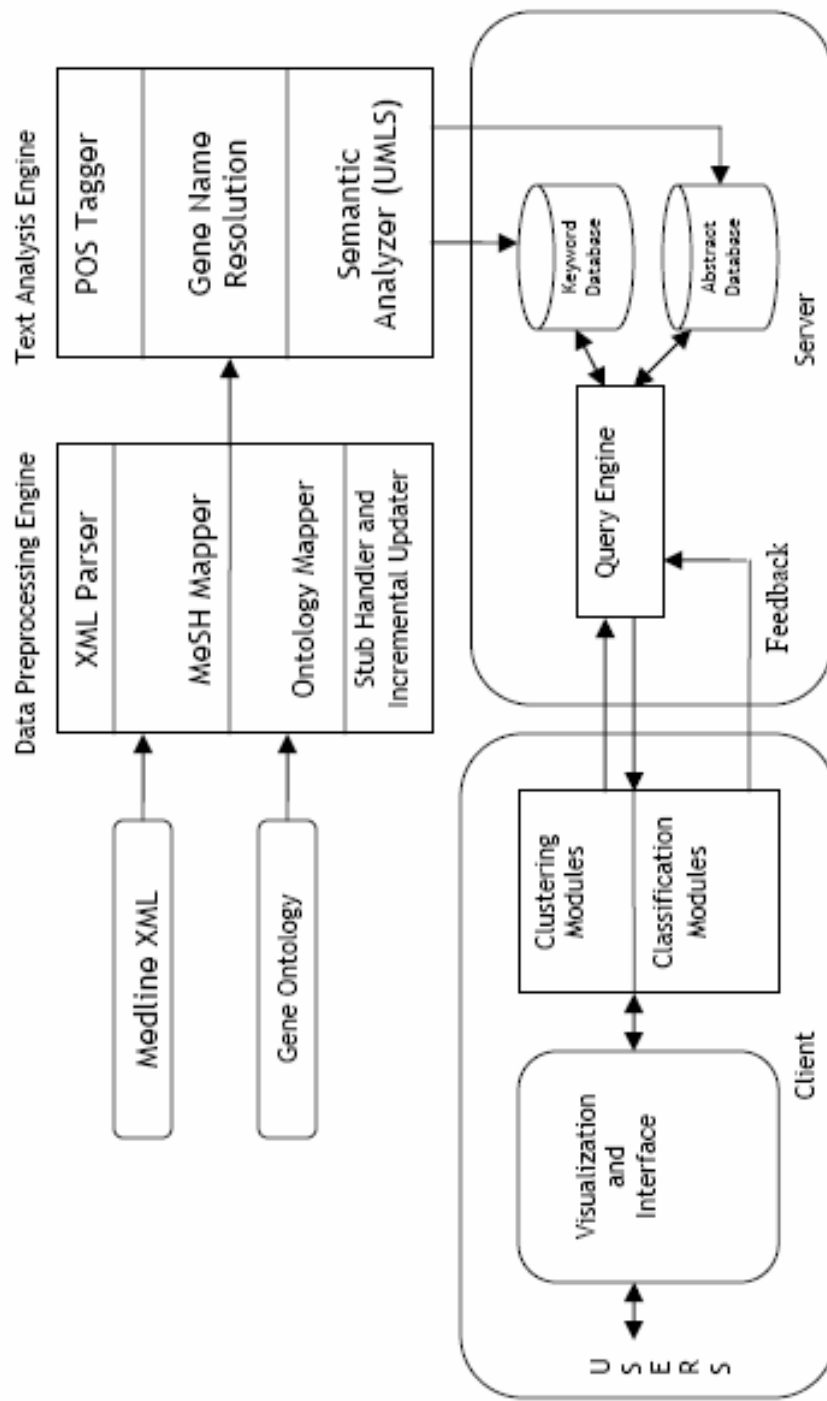 Data Preprocessing Engine
Text Analysis Engine
Medline XML
Gene Ontology
XML Parser
MeSH Mapper
Ontology Mapper
Stub Handler and
Incremental Updater
POS Tagger
Gene Name
Resolution
Semantic
Analyzer (UMLS)
U
S
E
R
S
Visualization
and
Interface
Clustering
Modules
Classification
Modules
Client
Query Engine
Keyword
Database
Abstract
Database
Feedback
Server